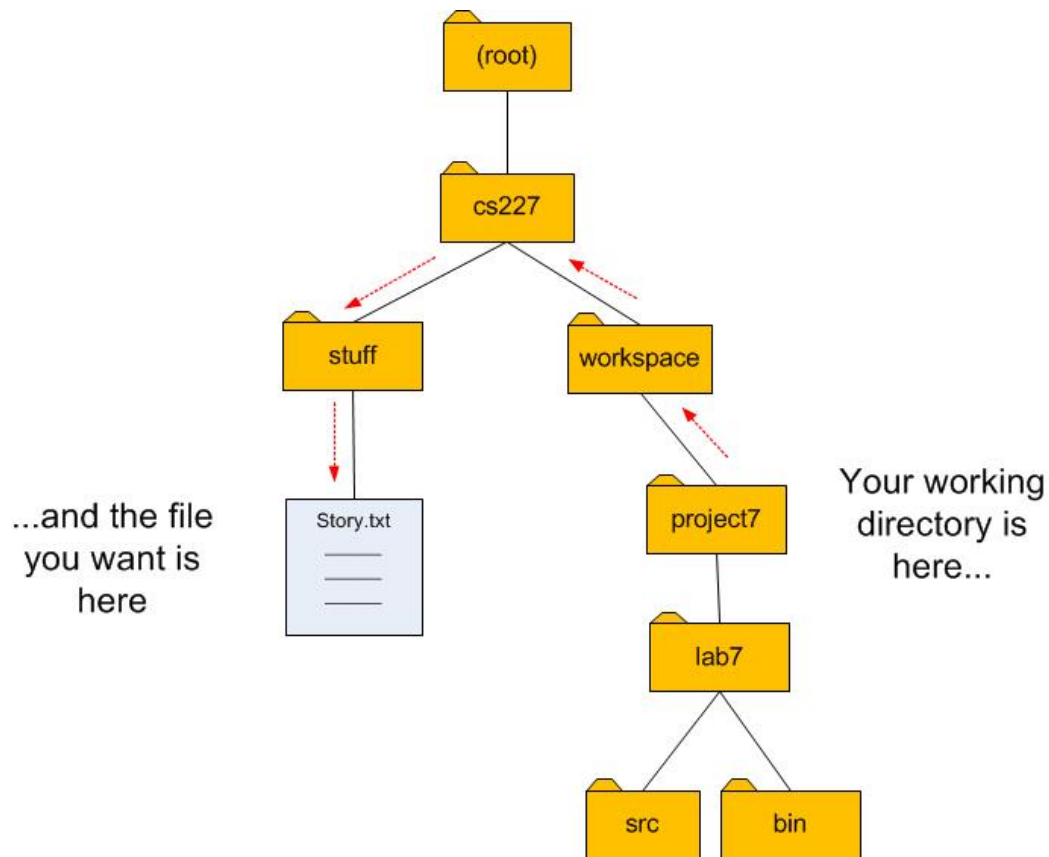 (root)
cs227
stuff
workspace
Story.txt
project7
...and the file
you want is
here
Your working
directory is
here...
lab7
src
bin